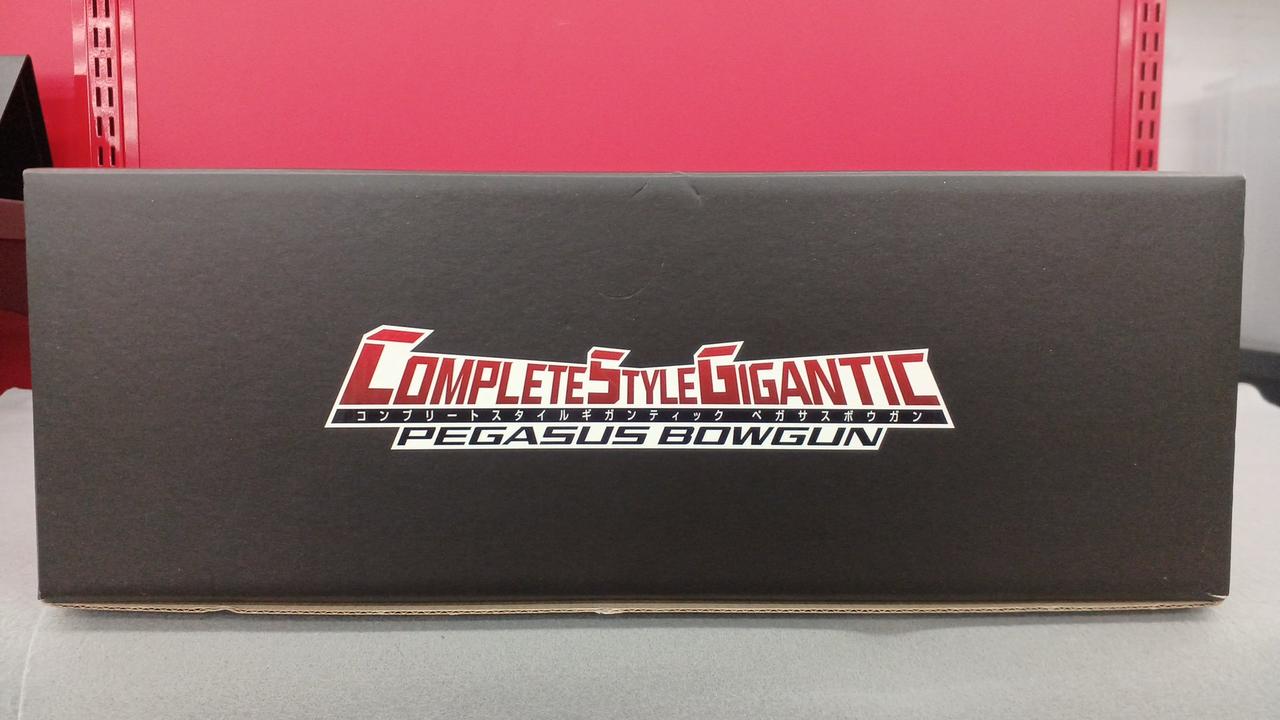 COMPLETE STYLE GIGANTIC
コンプリートスタイルギガンティック ペガサスボウガン
PEGASUS BOWGUN